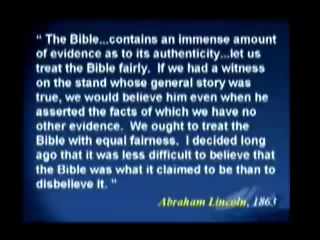 “ The Bible...contains an immense amount
of evidence as to its authenticity...let us
treat the Bible fairly.  If we had a witness
on the stand whose general story was
true, we would believe him even when he
asserted the facts of which we have no
other evidence.  We ought to treat the
Bible with equal fairness.  I decided long
ago that it was less difficult to believe that
the Bible was what it claimed to be than to
disbelieve it. ”
Abraham Lincoln, 1863